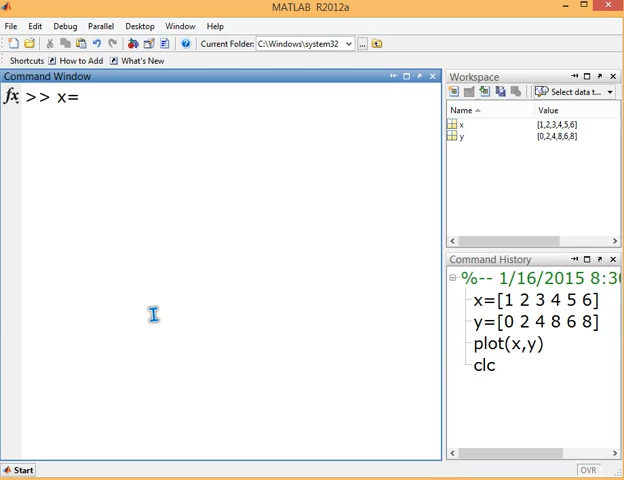 MATLAB R2012a
File Edit Debug Parallel Desktop Window Help
Current Folder: C:\Windows\system32 ...
Shortcuts How to Add What's New
Command Window
fx >> x=
Workspace
Select data t...
Name Value
x [1,2,3,4,5,6]
y [0,2,4,8,6,8]
Command History
%-- 1/16/2015 8:30
x=[1 2 3 4 5 6]
y=[0 2 4 8 6 8]
plot(x,y)
clc
Start
OVR